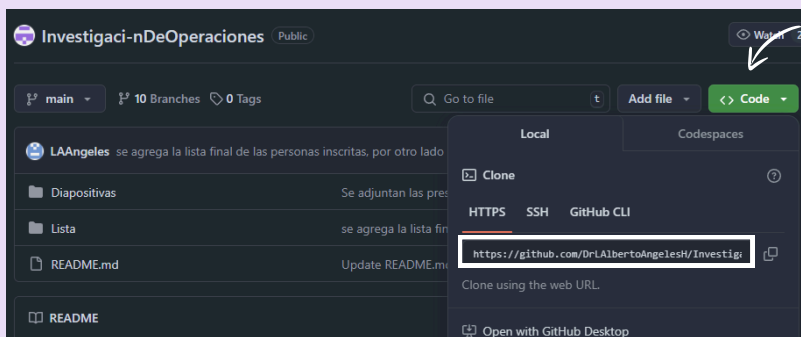 Investigaci-nDeOperaciones Public
Watch 2
main 10 Branches 0 Tags
Go to file t
Add file
<> Code
Local Codespaces
LAAngeles se agrega la lista final de las personas inscritas, por otro lado
Clone
Diapositivas Se adjuntan las pres
HTTPS SSH GitHub CLI
Lista se agrega la lista fin
https://github.com/DrLAlbertoAngelesH/Investiga
README.md Update README.m
Clone using the web URL.
README
Open with GitHub Desktop